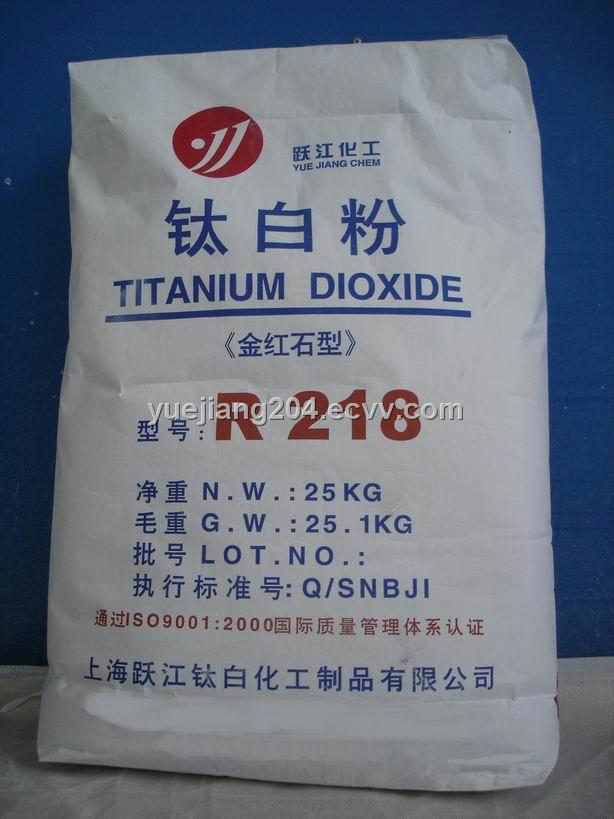 跃江化工
YUE JIANG CHEM
钛白粉
TITANIUM DIOXIDE
《金红石型》
yuejiang204.ecvv.com
型号: R 218
净重 N.W.:25KG
毛重 G.W.:25.1KG
批号 LOT.NO.:
执行标准号: Q/SNBJI
通过ISO9001:2000国际质量管理体系认证
上海跃江钛白化工制品有限公司